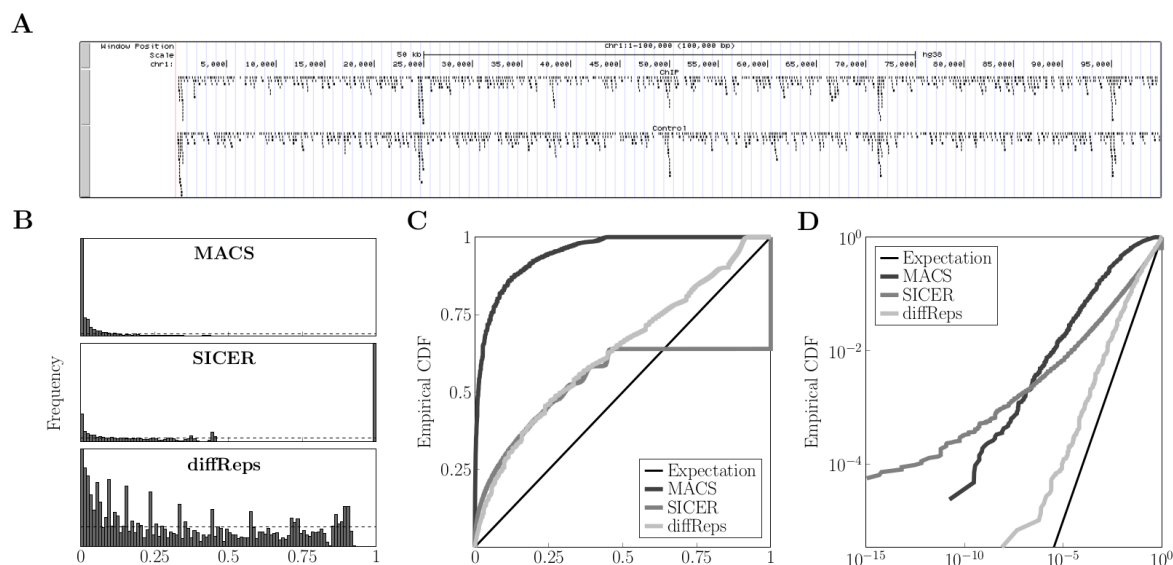 A
Window Position
chr1:1-100,000 (100,000 bp)
Scale
50 kb
hg38
chr1:
5,000
10,000
15,000
20,000
25,000
30,000
35,000
40,000
45,000
50,000
55,000
60,000
65,000
70,000
75,000
80,000
85,000
90,000
95,000
ChIP
Control
B
MACS
SICER
diffReps
Frequency
0
0.25
0.5
0.75
1
C
1
0.75
0.5
0.25
Empirical CDF
Expectation
MACS
SICER
diffReps
0
0.25
0.5
0.75
1
D
10^0
10^-2
10^-4
Empirical CDF
Expectation
MACS
SICER
diffReps
10^-15
10^-10
10^-5
10^0